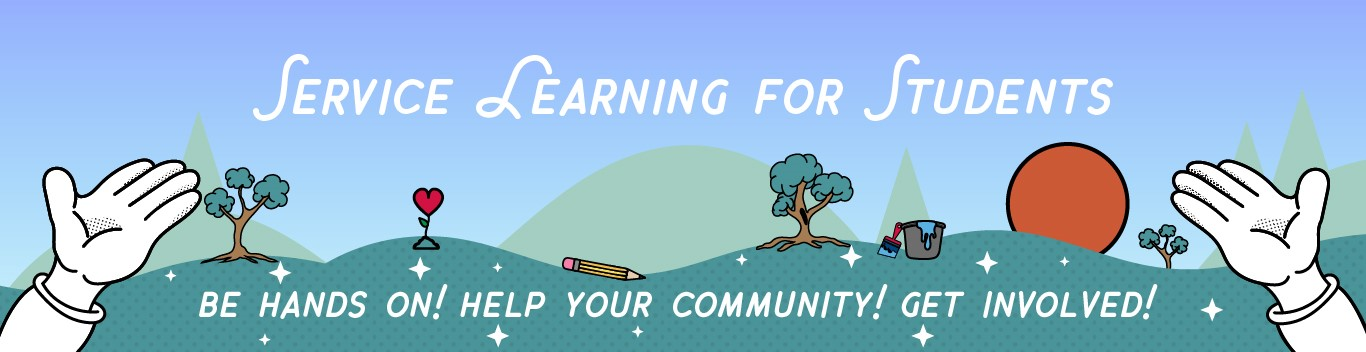 Service Learning for Students
BE HANDS ON! HELP YOUR COMMUNITY! GET INVOLVED!